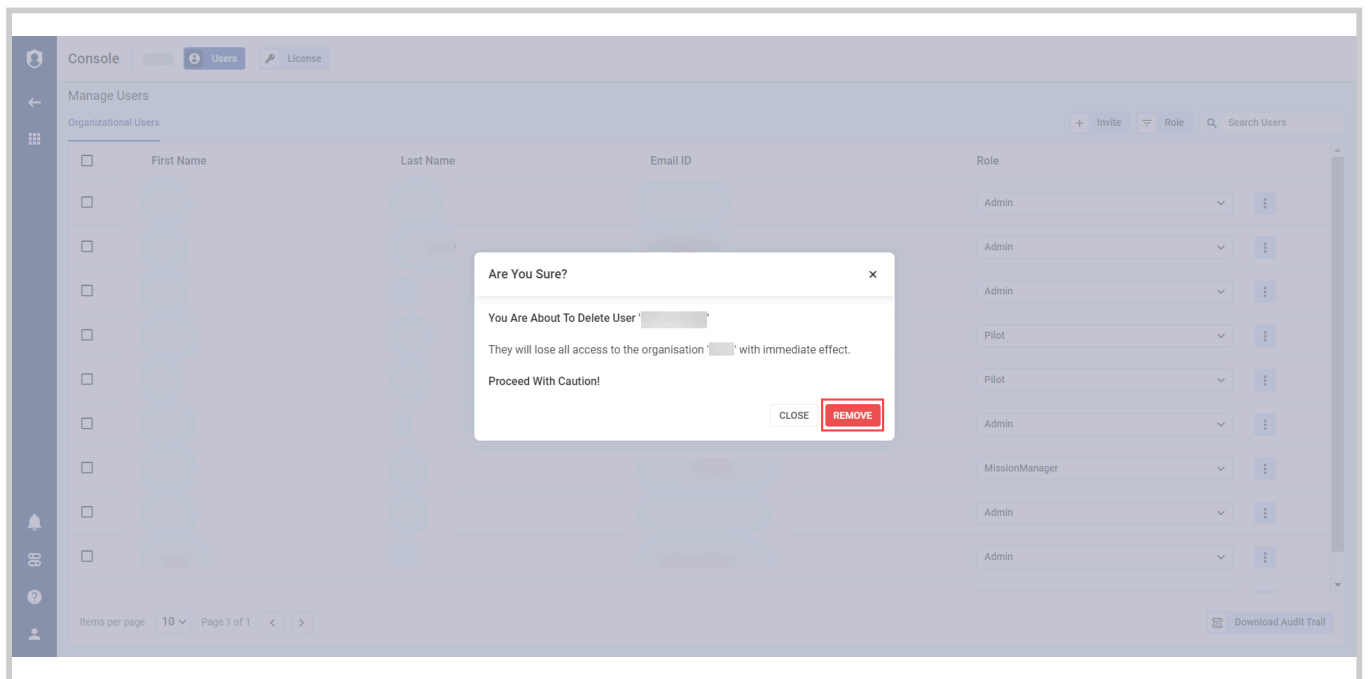 Console Users License
Manage Users
Organizational Users
+ Invite Role Search Users
First Name Last Name Email ID Role
Admin
Admin
Are You Sure? ×
Admin
You Are About To Delete User ' '
Pilot
They will lose all access to the organisation ' ' with immediate effect.
Pilot
Proceed With Caution!
CLOSE REMOVE
Admin
MissionManager
Admin
Admin
Items per page 10 Page 1 of 1 < >
Download Audit Trail